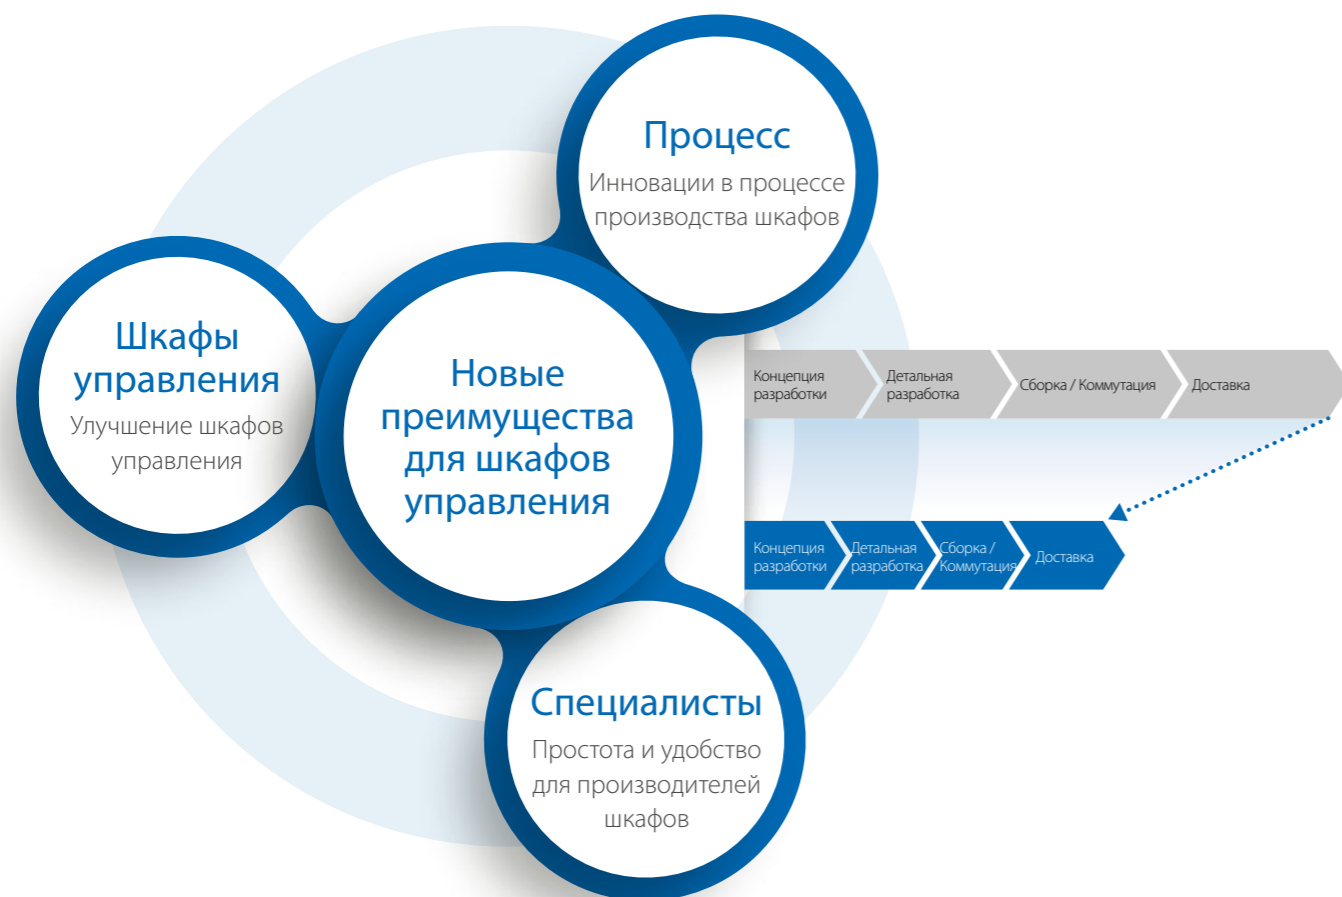 Процесс
Инновации в процессе
производства шкафов
Шкафы
управления
Улучшение шкафов
управления
Новые
преимущества
для шкафов
управления
Концепция
разработки
Детальная
разработка
Сборка / Коммутация
Доставка
Концепция
разработки
Детальная
разработка
Сборка /
Коммутация
Доставка
Специалисты
Простота и удобство
для производителей
шкафов